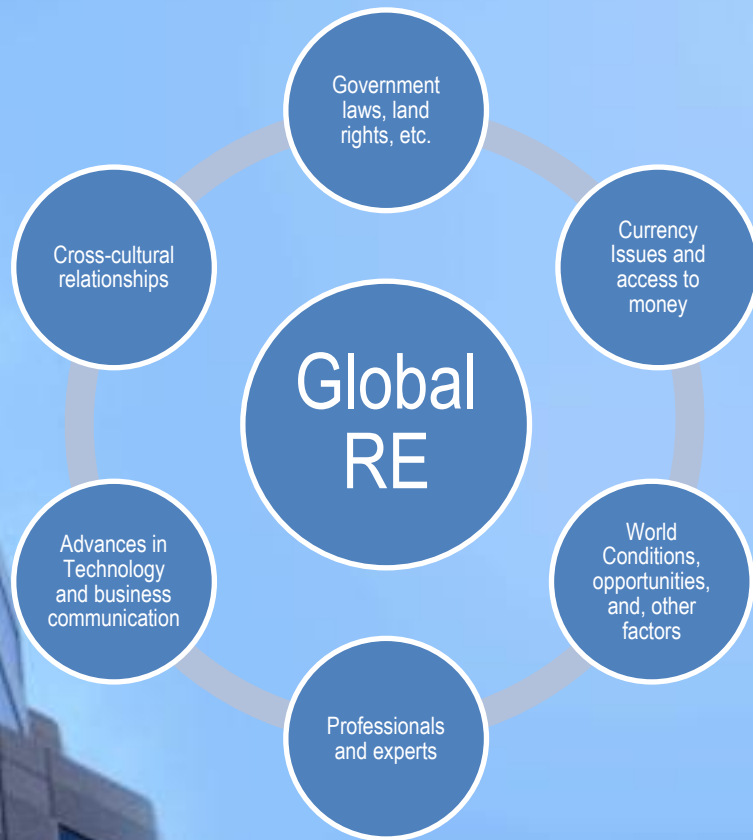 Government
laws, land
rights, etc.
Currency
Issues and
access to
money
World
Conditions,
opportunities,
and, other
factors
Professionals
and experts
Advances in
Technology
and business
communication
Cross-cultural
relationships
Global
RE